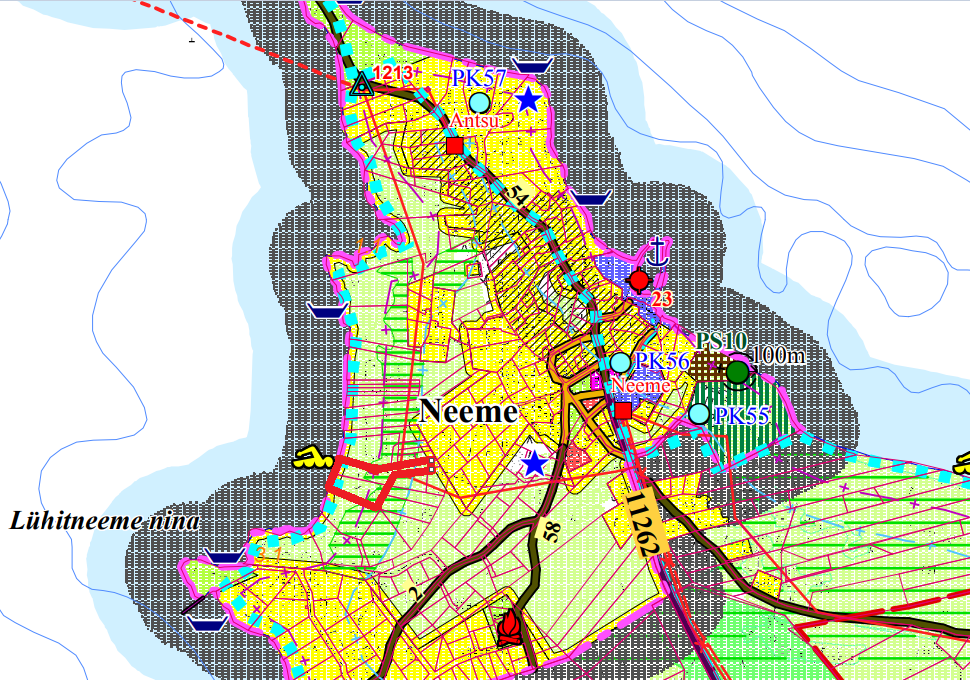 1213
PK57
Antsu
54
23
PS10
100m
PK56
Neeme
Neeme
PK55
Lühitneeme nina
11262
58
2